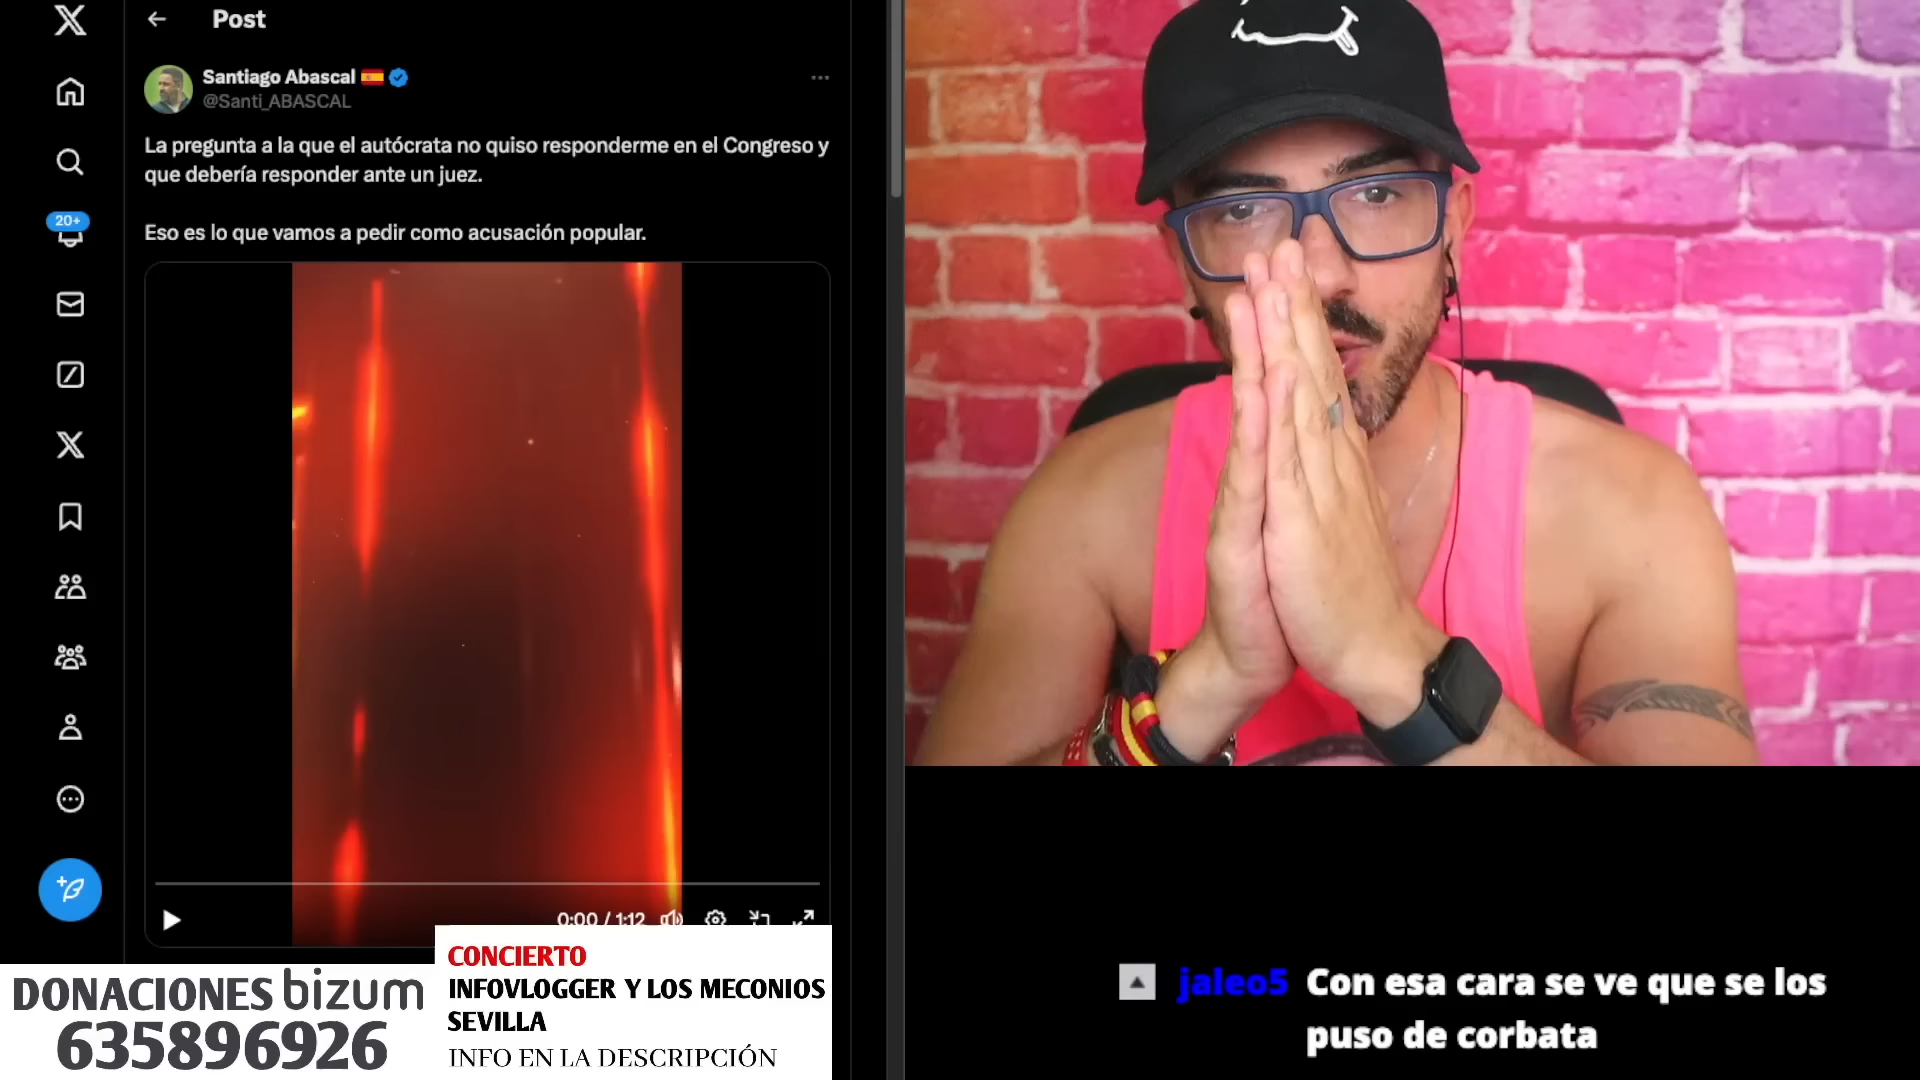 Post
Santiago Abascal
@Santi_ABASCAL
La pregunta a la que el autócrata no quiso responderme en el Congreso y
que debería responder ante un juez.
Eso es lo que vamos a pedir como acusación popular.
20+
0:00 / 1:12
DONACIONES bizum
635896926
CONCIERTO
INFOVLOGGER Y LOS MECONIOS
SEVILLA
INFO EN LA DESCRIPCIÓN
jaleo5 Con esa cara se ve que se los
puso de corbata